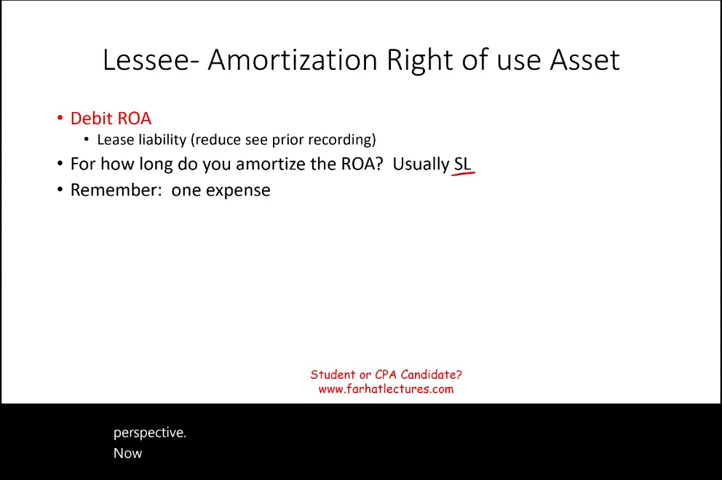 Lessee- Amortization Right of use Asset
• Debit ROA
• Lease liability (reduce see prior recording)
• For how long do you amortize the ROA? Usually SL
• Remember: one expense
Student or CPA Candidate?
www.farhatlectures.com
perspective.
Now